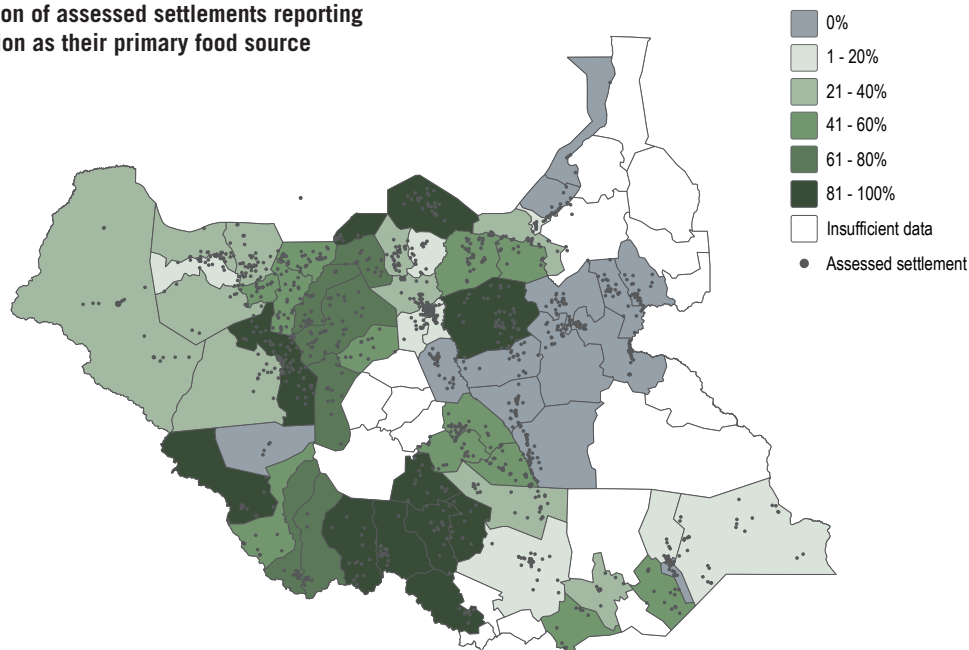 on of assessed settlements reporting
ion as their primary food source
0%
1 - 20%
21 - 40%
41 - 60%
61 - 80%
81 - 100%
Insufficient data
Assessed settlement